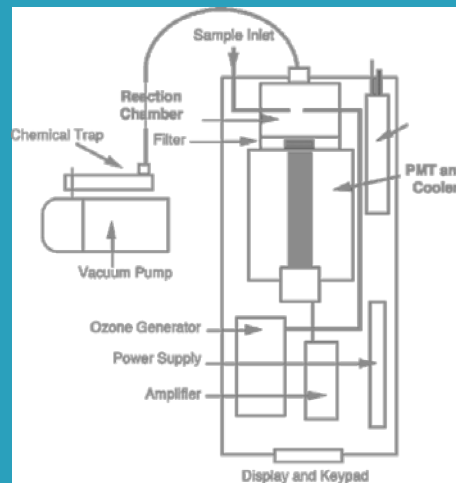 Sample Inlet
Reaction
Chamber
Chemical Trap
Filter
PMT an
Cooler
Vacuum Pump
Ozone Generator
Power Supply
Amplifier
Display and Keypad